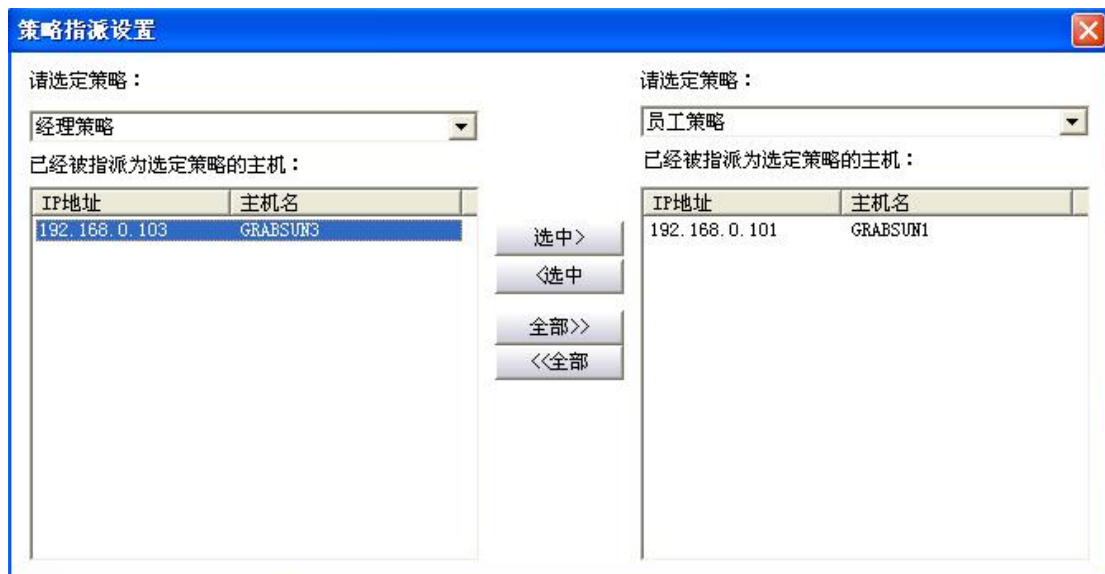 策略指派设置
请选定策略：
经理策略
已经被指派为选定策略的主机：
IP地址 主机名
192.168.0.103 GRABSUN3
选中>
<选中
全部>>
<<全部
请选定策略：
员工策略
已经被指派为选定策略的主机：
IP地址 主机名
192.168.0.101 GRABSUN1